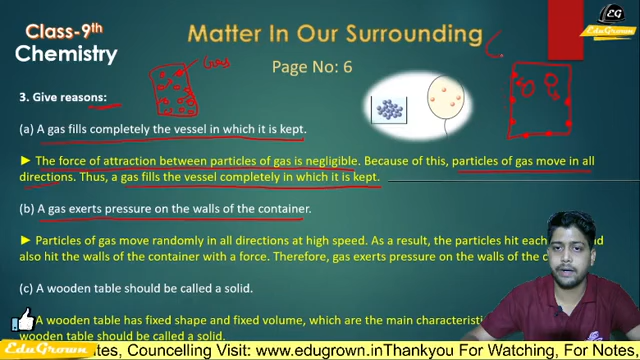 Class-9th
Chemistry
Matter In Our Surrounding
EG
EduGrown
Page No: 6
Gas
3. Give reasons:
(a) A gas fills completely the vessel in which it is kept.
► The force of attraction between particles of gas is negligible. Because of this, particles of gas move in all
directions. Thus, a gas fills the vessel completely in which it is kept.
(b) A gas exerts pressure on the walls of the container.
► Particles of gas move randomly in all directions at high speed. As a result, the particles hit each
also hit the walls of the container with a force. Therefore, gas exerts pressure on the walls of the
(c) A wooden table should be called a solid.
A wooden table has fixed shape and fixed volume, which are the main
wooden table should be called a solid.
EduGrown
Councelling Visit: www.edugrown.inThankyou For Watching, For Notes